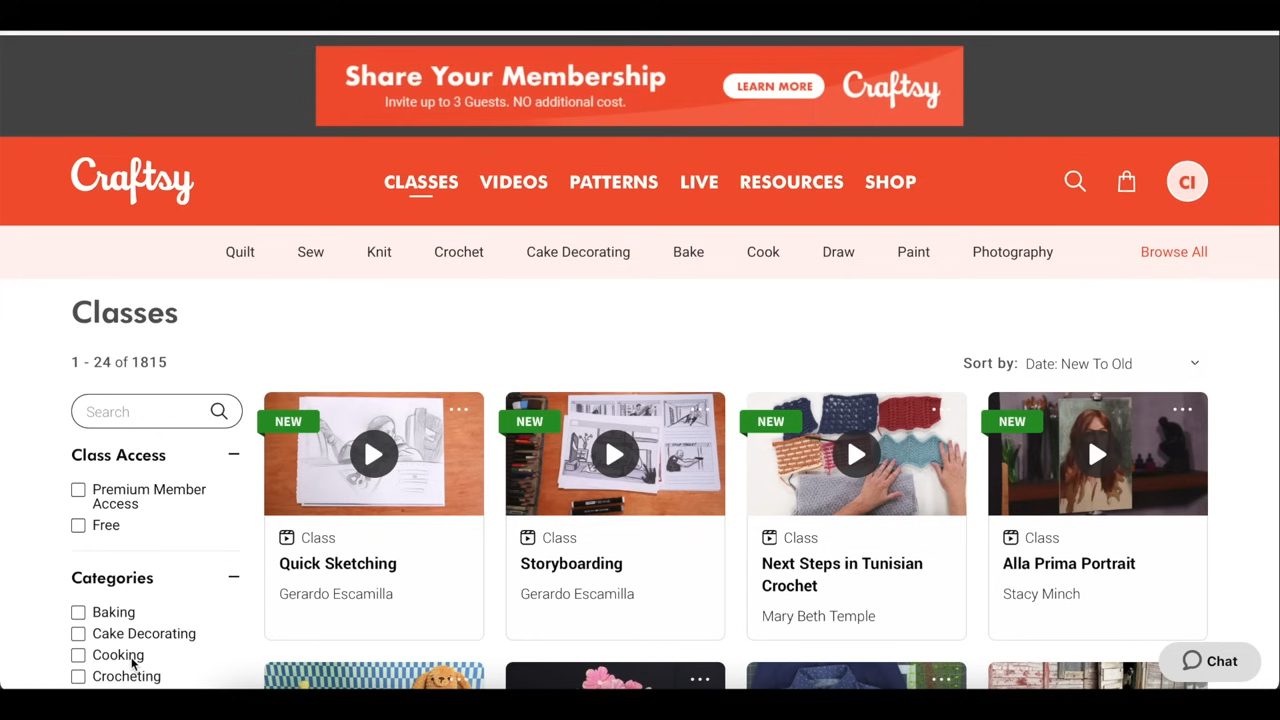 Share Your Membership
Invite up to 3 Guests. NO additional cost.
LEARN MORE
Craftsy
Craftsy
CLASSES VIDEOS PATTERNS LIVE RESOURCES SHOP
CI
Quilt Sew Knit Crochet Cake Decorating Bake Cook Draw Paint Photography Browse All
Classes
1 - 24 of 1815
Sort by: Date: New To Old
Search
Class Access
Premium Member
Access
Free
Categories
Baking
Cake Decorating
Cooking
Crocheting
NEW
Class
Quick Sketching
Gerardo Escamilla
NEW
Class
Storyboarding
Gerardo Escamilla
NEW
Class
Next Steps in Tunisian
Crochet
Mary Beth Temple
NEW
Class
Alla Prima Portrait
Stacy Minch
Chat